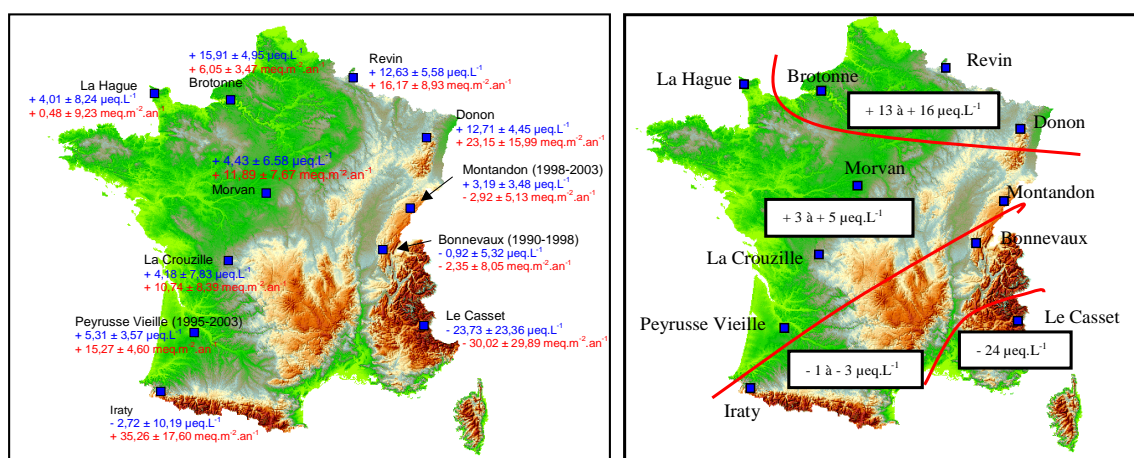 Revin
+ 12,63 ± 5,58 µeq.L⁻¹
+ 16,17 ± 8,93 meq.m⁻².an⁻¹
+ 15,91 ± 4,95 µeq.L⁻¹
+ 6,05 ± 3,47 meq.m⁻².an⁻¹
Brotonne
La Hague
+ 4,01 ± 8,24 µeq.L⁻¹
+ 0,48 ± 9,23 meq.m⁻².an⁻¹
Donon
+ 12,71 ± 4,45 µeq.L⁻¹
+ 23,15 ± 15,99 meq.m⁻².an⁻¹
+ 4,43 ± 6.58 µeq.L⁻¹
+ 11,89 ± 7,67 meq.m⁻².an⁻¹
Morvan
Montandon (1998-2003)
+ 3,19 ± 3,48 µeq.L⁻¹
- 2,92 ± 5,13 meq.m⁻².an⁻¹
Bonnevaux (1990-1998)
- 0,92 ± 5,32 µeq.L⁻¹
- 2,35 ± 8,05 meq.m⁻².an⁻¹
La Crouzille
+ 4,18 ± 7,83 µeq.L⁻¹
+ 10,74 ± 8,39 meq.m⁻².an⁻¹
Peyrusse Vieille (1995-2003)
+ 5,31 ± 3,57 µeq.L⁻¹
+ 15,27 ± 4,60 meq.m⁻².an⁻¹
Le Casset
- 23,73 ± 23,36 µeq.L⁻¹
- 30,02 ± 29,89 meq.m⁻².an⁻¹
Iraty
- 2,72 ± 10,19 µeq.L⁻¹
+ 35,26 ± 17,60 meq.m⁻².an⁻¹
Revin
La Hague
Brotonne
+ 13 à + 16 µeq.L⁻¹
Donon
Morvan
Montandon
+ 3 à + 5 µeq.L⁻¹
Bonnevaux
La Crouzille
Le Casset
Peyrusse Vieille
- 24 µeq.L⁻¹
- 1 à - 3 µeq.L⁻¹
Iraty